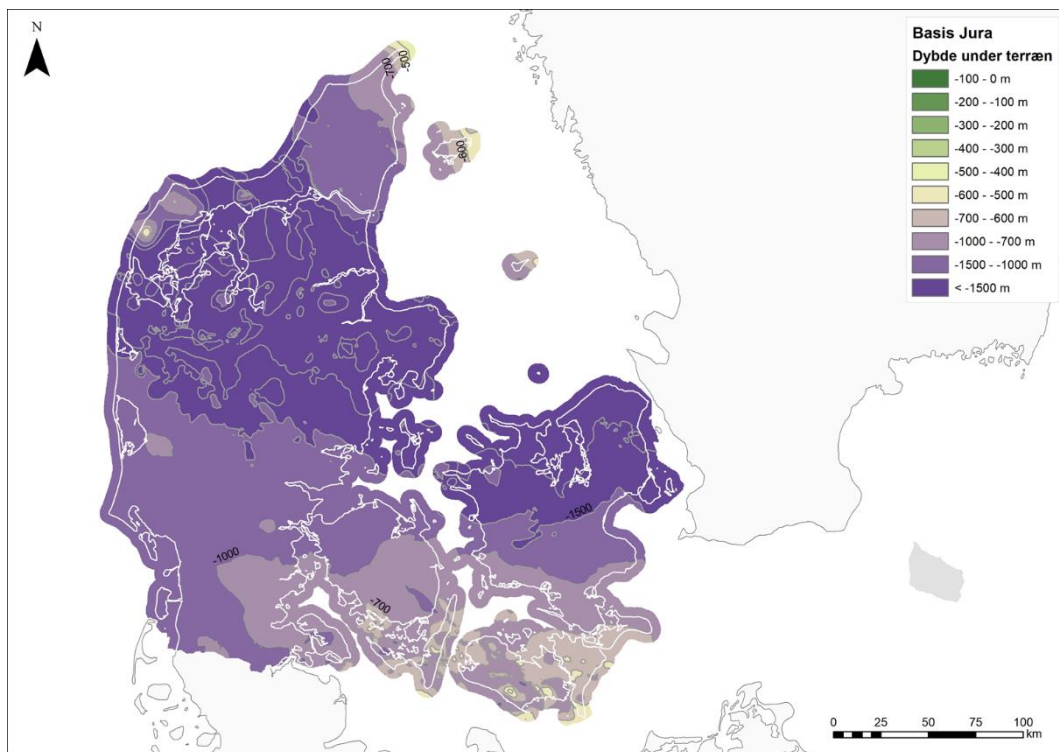 N
Basis Jura
Dybde under terræn
-100 - 0 m
-200 - -100 m
-300 - -200 m
-400 - -300 m
-500 - -400 m
-600 - -500 m
-700 - -600 m
-1000 - -700 m
-1500 - -1000 m
< -1500 m
-500
-700
-600
-1500
-1000
-700
0 25 50 75 100
km